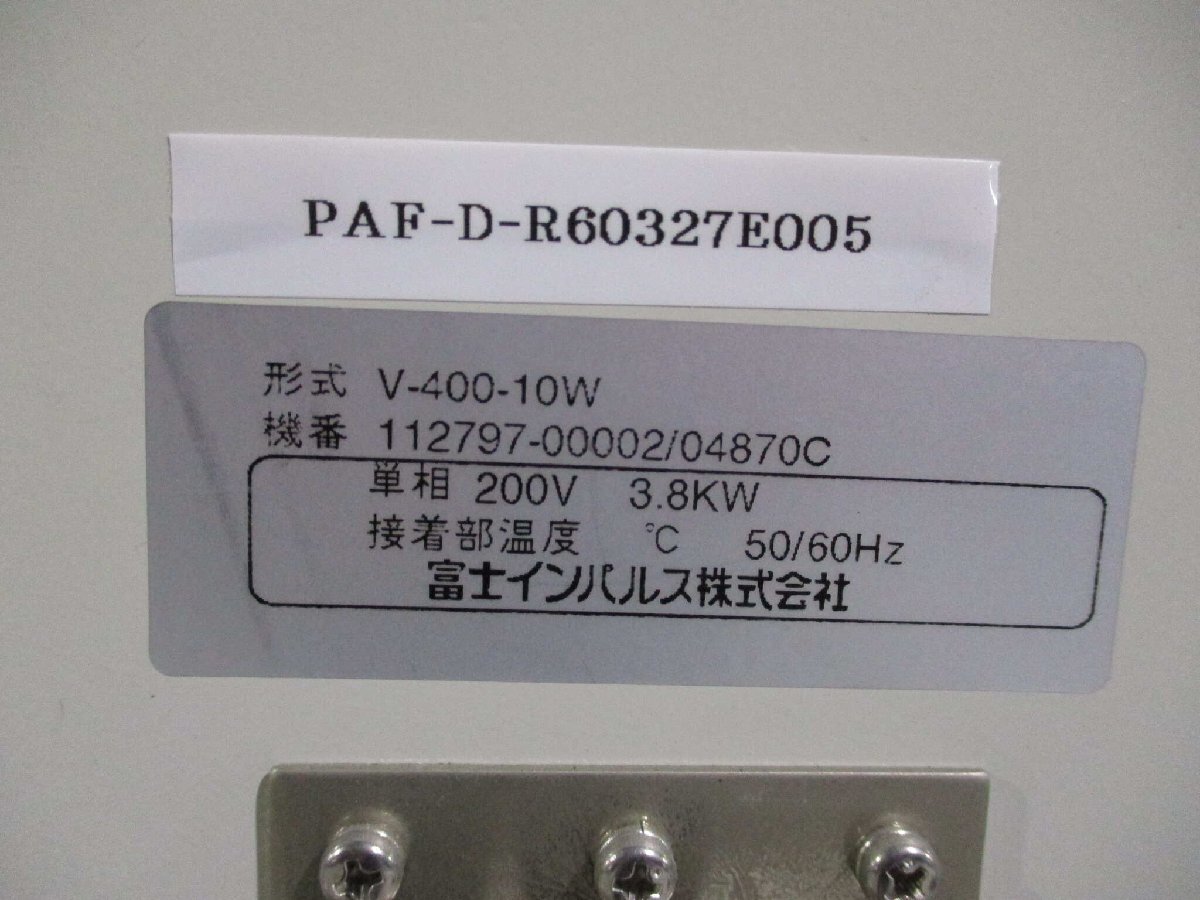 PAF-D-R60327E005
形式 V-400-10W
機番 112797-00002/04870C
単相 200V 3.8KW
接着部温度 ℃ 50/60Hz
富士インパルス株式会社